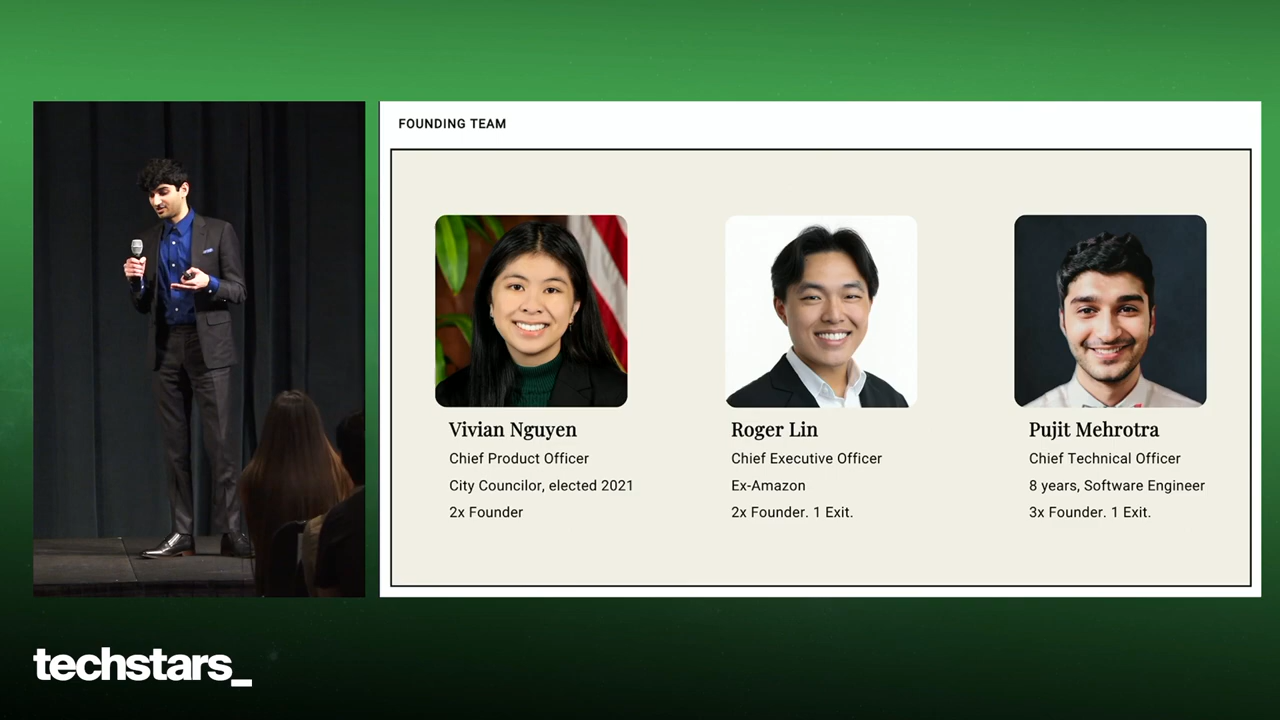 FOUNDING TEAM
Vivian Nguyen
Chief Product Officer
City Councilor, elected 2021
2x Founder
Roger Lin
Chief Executive Officer
Ex-Amazon
2x Founder. 1 Exit.
Pujit Mehrotra
Chief Technical Officer
8 years, Software Engineer
3x Founder. 1 Exit.
techstars_